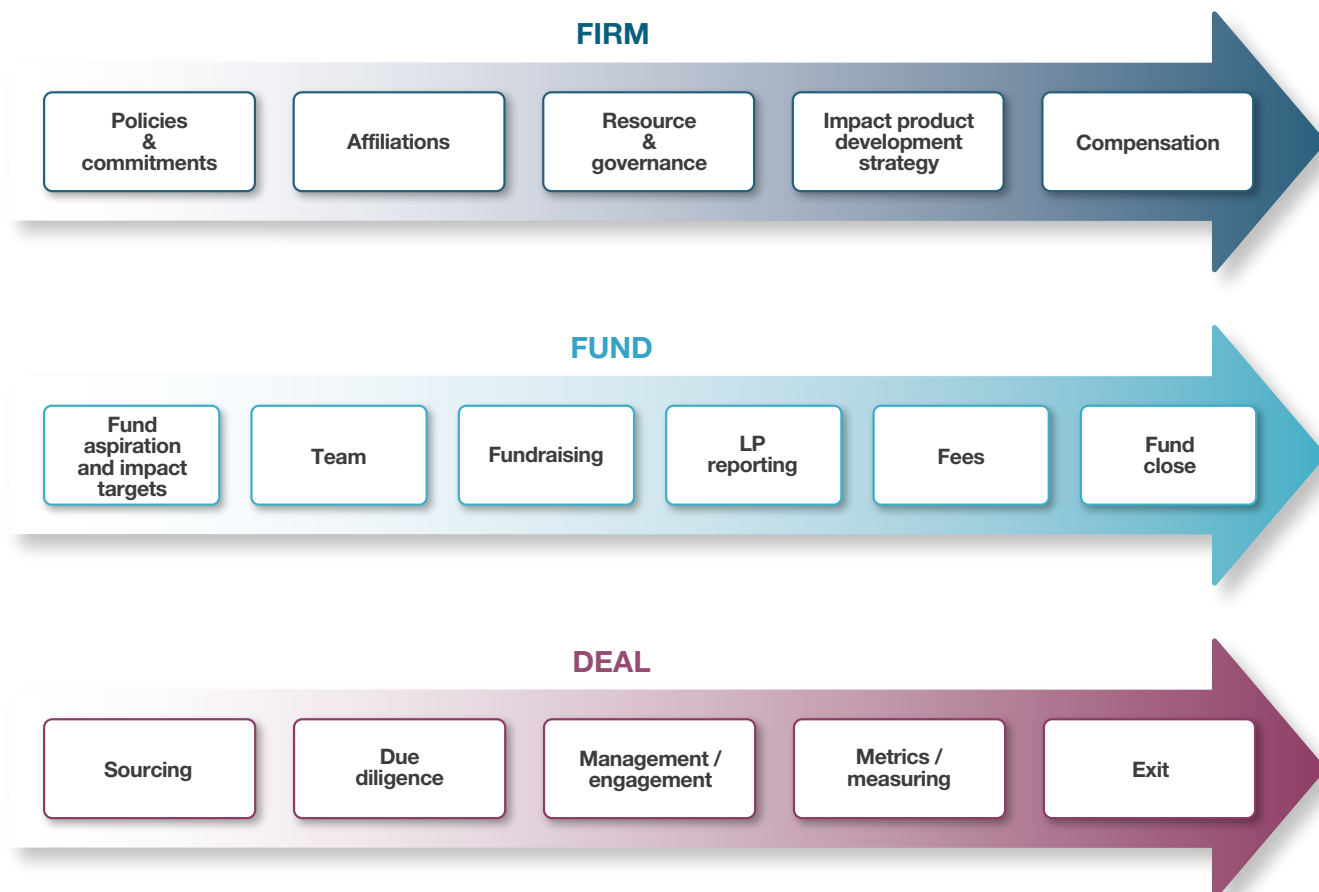 FIRM
Policies
&
commitments
Affiliations
Resource
&
governance
Impact product
development
strategy
Compensation
FUND
Fund
aspiration
and impact
targets
Team
Fundraising
LP
reporting
Fees
Fund
close
DEAL
Sourcing
Due
diligence
Management /
engagement
Metrics /
measuring
Exit